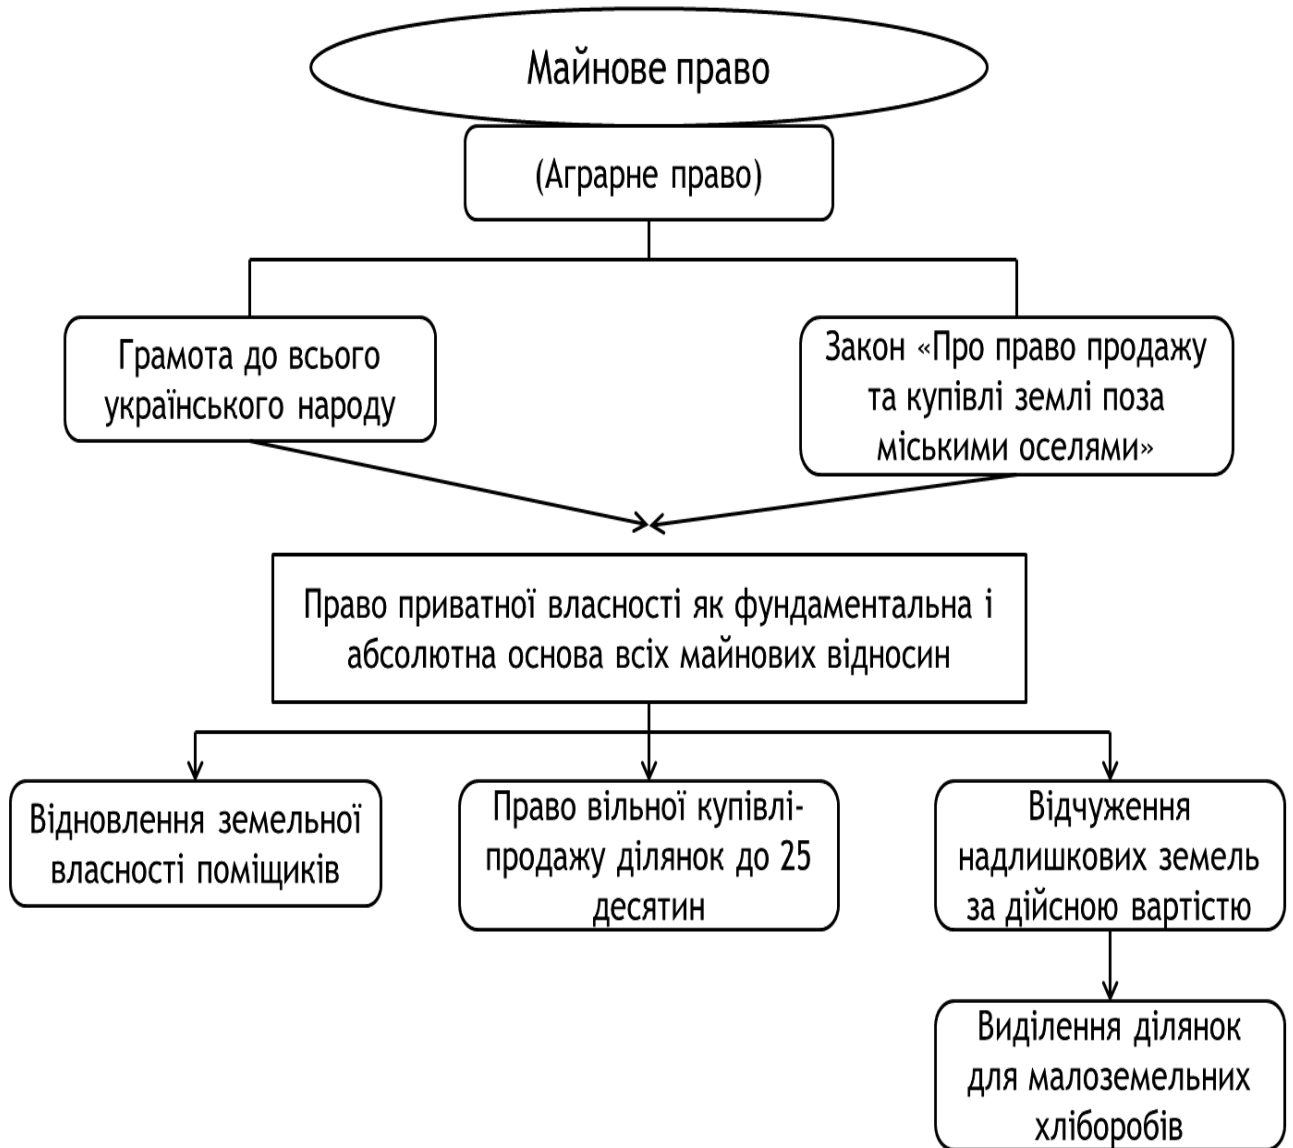 Майнове право
(Аграрне право)
Грамота до всього
українського народу
Закон «Про право продажу
та купівлі землі поза
міськими оселями»
Право приватної власності як фундаментальна і
абсолютна основа всіх майнових відносин
Відновлення земельної
власності поміщиків
Право вільної купівлі-
продажу ділянок до 25
десятин
Відчуження
надлишкових земель
за дійсною вартістю
Виділення ділянок
для малоземельних
хліборобів